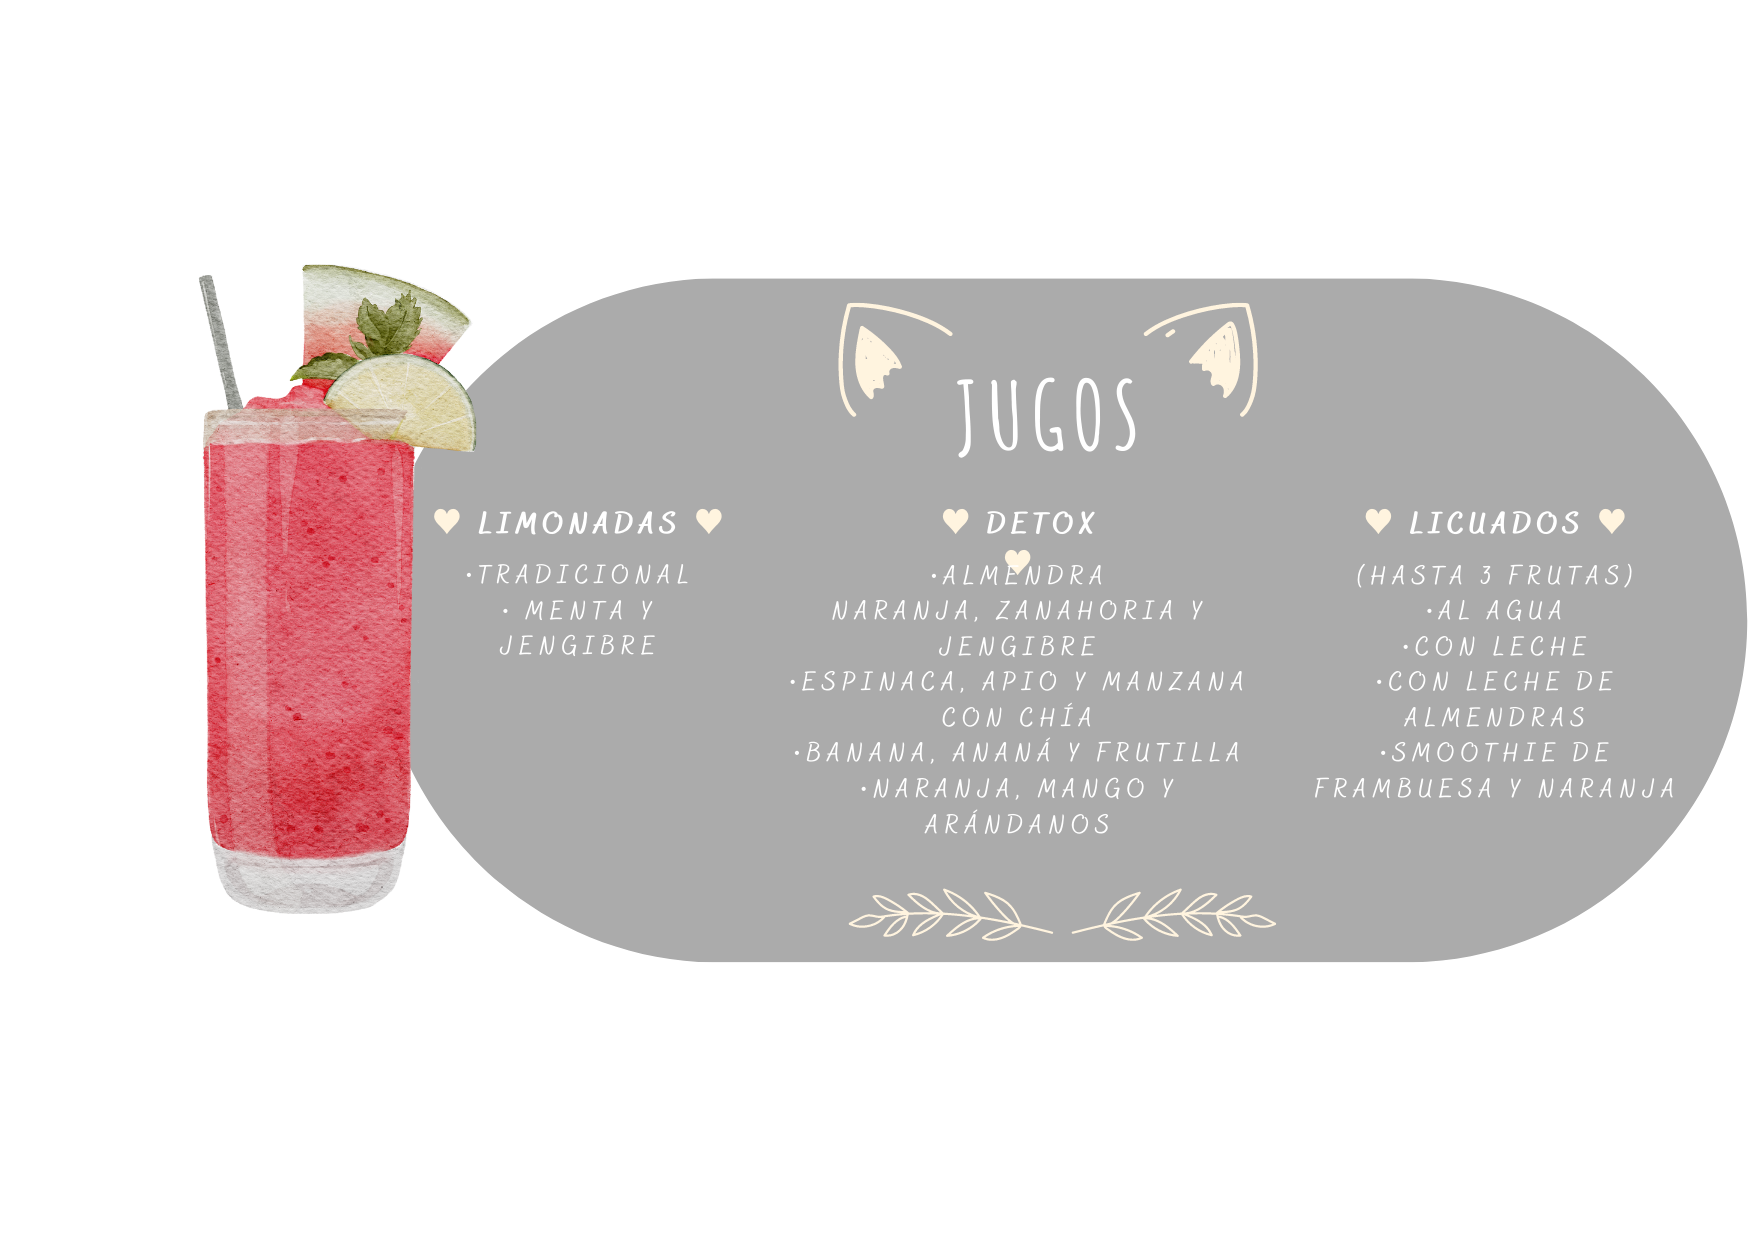 JUGOS
♥ LIMONADAS ♥
•TRADICIONAL
• MENTA Y
JENGIBRE
♥ DETOX
♥
•ALMENDRA
NARANJA, ZANAHORIA Y
JENGIBRE
•ESPINACA, APIO Y MANZANA
CON CHÍA
•BANANA, ANANÁ Y FRUTILLA
•NARANJA, MANGO Y
ARÁNDANOS
♥ LICUADOS ♥
(HASTA 3 FRUTAS)
•AL AGUA
•CON LECHE
•CON LECHE DE
ALMENDRAS
•SMOOTHIE DE
FRAMBUESA Y NARANJA